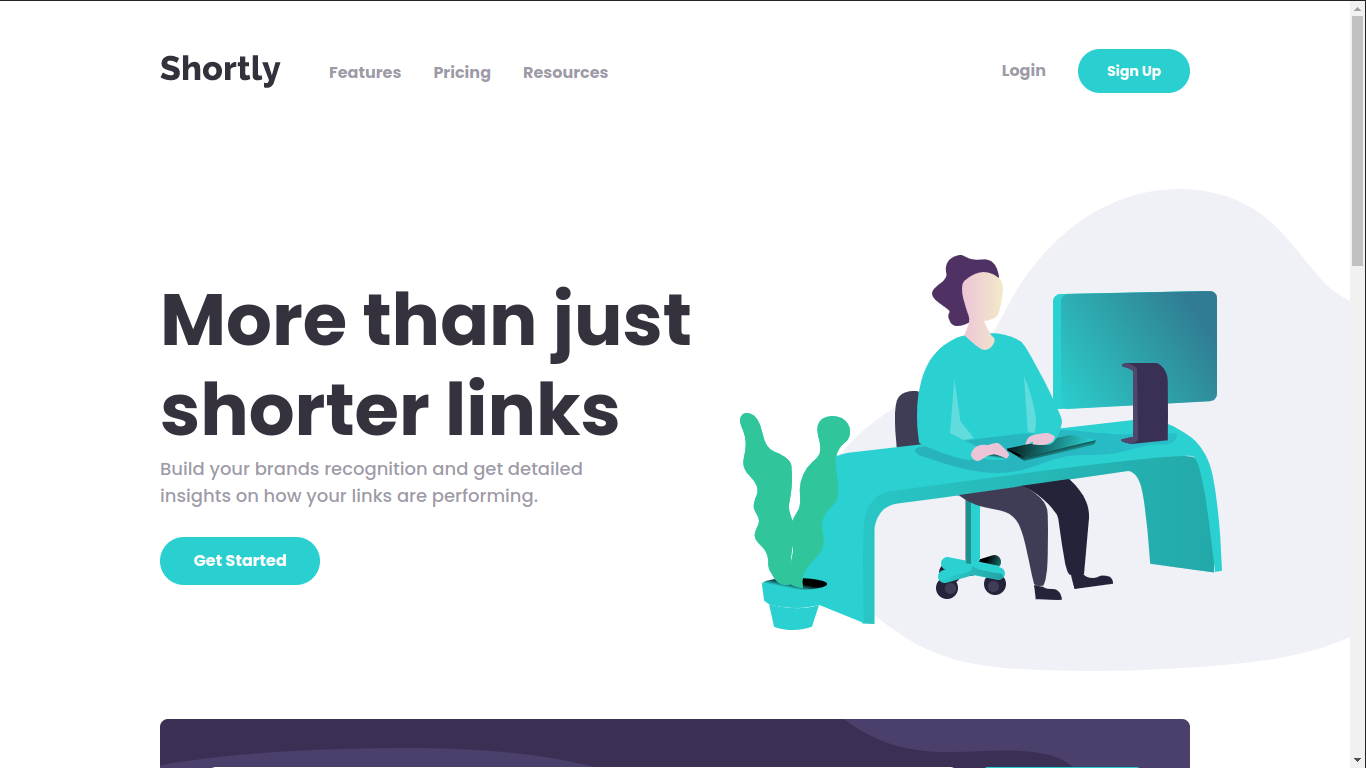 Shortly
Features Pricing Resources
Login Sign Up
More than just
shorter links
Build your brands recognition and get detailed
insights on how your links are performing.
Get Started